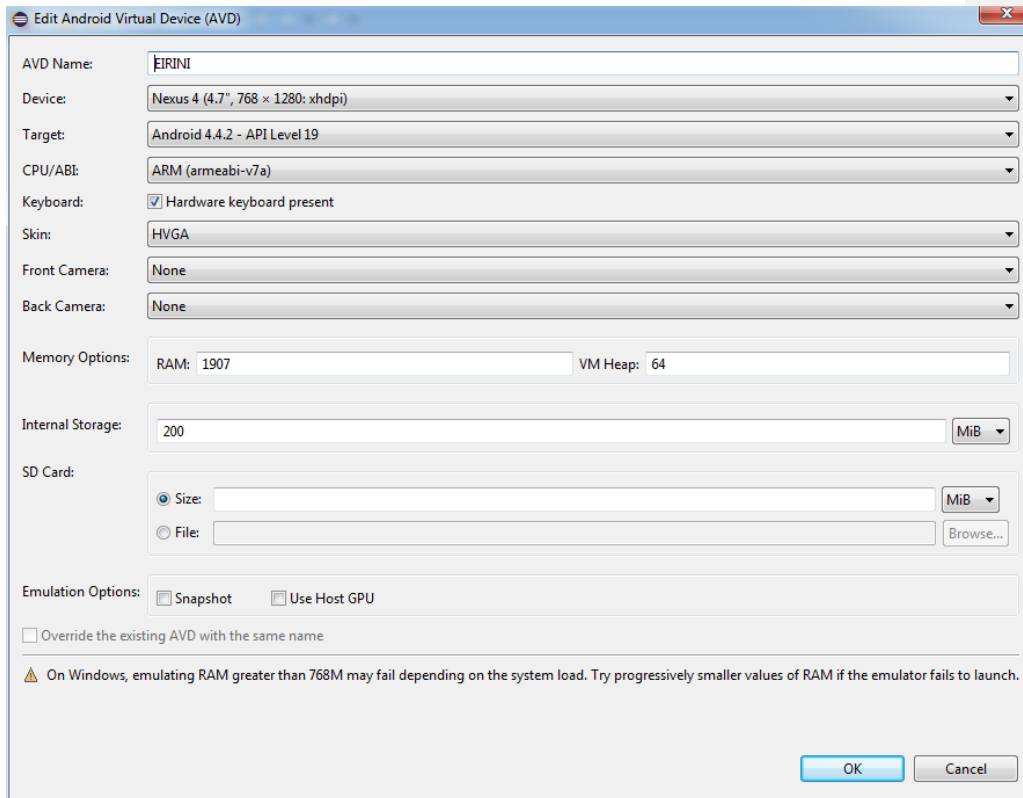 Edit Android Virtual Device (AVD)
AVD Name: EIRINI
Device: Nexus 4 (4.7", 768 × 1280: xhdpi)
Target: Android 4.4.2 - API Level 19
CPU/ABI: ARM (armeabi-v7a)
Keyboard: Hardware keyboard present
Skin: HVGA
Front Camera: None
Back Camera: None
Memory Options: RAM: 1907 VM Heap: 64
Internal Storage: 200 MiB
SD Card:
Size: MiB
File: Browse...
Emulation Options: Snapshot Use Host GPU
Override the existing AVD with the same name
On Windows, emulating RAM greater than 768M may fail depending on the system load. Try progressively smaller values of RAM if the emulator fails to launch.
OK Cancel